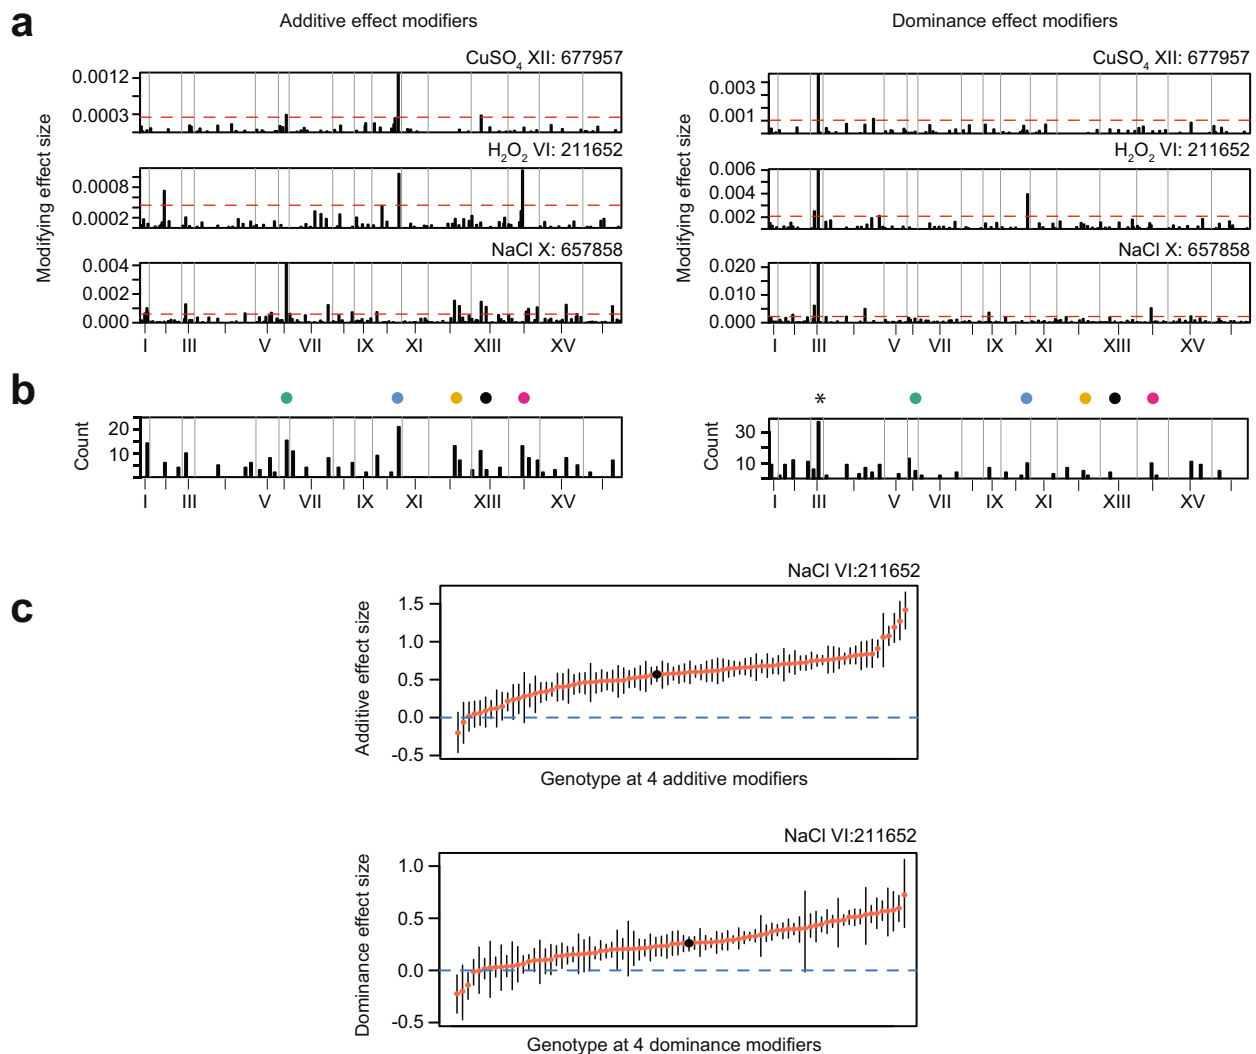 a
Additive effect modifiers
Dominance effect modifiers
Modifying effect size
CuSO4 XII: 677957
0.0012
0.0003
H2O2 VI: 211652
0.0008
0.0002
NaCl X: 657858
0.004
0.002
0.000
I III V VII IX XI XIII XV
Modifying effect size
CuSO4 XII: 677957
0.003
0.001
H2O2 VI: 211652
0.006
0.004
0.002
NaCl X: 657858
0.020
0.010
0.000
I III V VII IX XI XIII XV
b
Count
20
10
I III V VII IX XI XIII XV
*
Count
30
10
I III V VII IX XI XIII XV
c
NaCl VI:211652
Additive effect size
1.5
1.0
0.5
0.0
-0.5
Genotype at 4 additive modifiers
NaCl VI:211652
Dominance effect size
1.0
0.5
0.0
-0.5
Genotype at 4 dominance modifiers